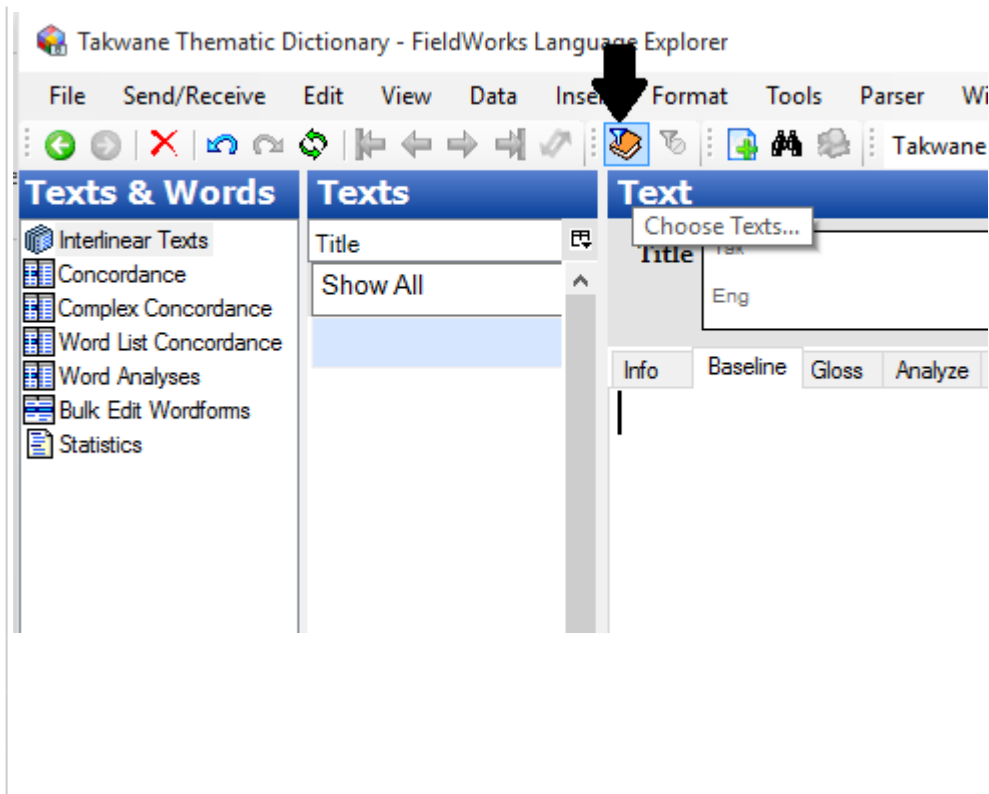 Takwane Thematic Dictionary - FieldWorks Language Explorer
File Send/Receive Edit View Data Format Tools Parser
Takwane
Texts & Words
Texts
Text
Interlinear Texts
Concordance
Complex Concordance
Word List Concordance
Word Analyses
Bulk Edit Wordforms
Statistics
Title
Show All
Choose Texts...
Title
Eng
Info Baseline Gloss Analyze